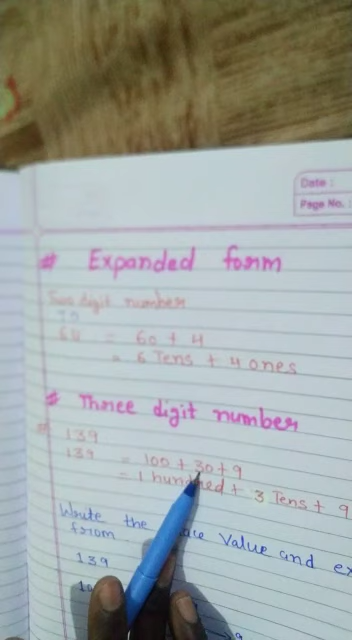 Date :
Page No. :
# Expanded form
Two digit number
64 = 60 + 4
= 6 Tens + 4 ones
# Three digit number
139
139 = 100 + 30 + 9
= 1 hundred + 3 Tens + 9
Write the Value and
from
139